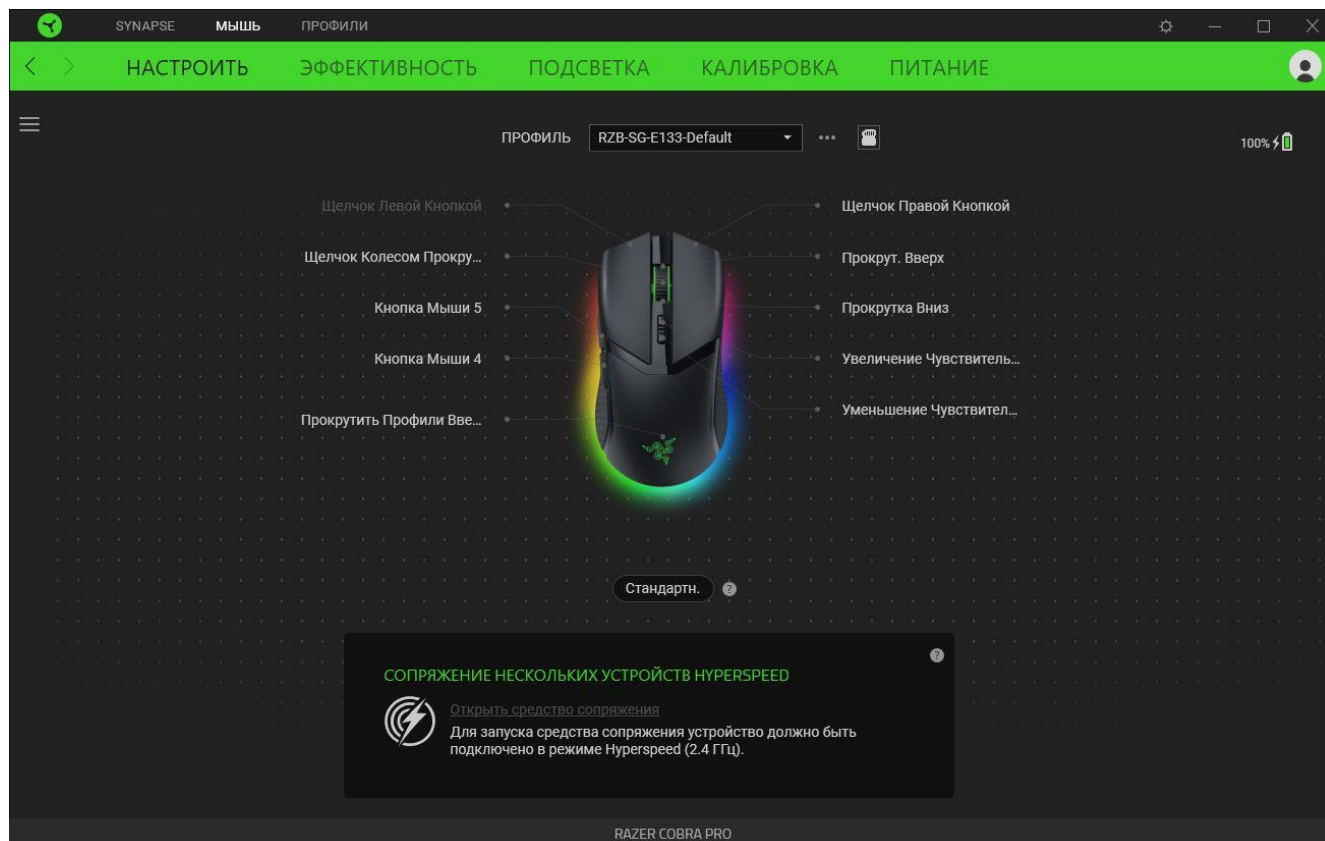 SYNAPSE МЫШЬ ПРОФИЛИ
НАСТРОИТЬ ЭФФЕКТИВНОСТЬ ПОДСВЕТКА КАЛИБРОВКА ПИТАНИЕ
ПРОФИЛЬ RZB-SG-E133-Default
100%
Щелчок Левой Кнопкой
Щелчок Правой Кнопкой
Щелчок Колесом Прокру...
Прокрут. Вверх
Кнопка Мыши 5
Прокрутка Вниз
Кнопка Мыши 4
Увеличение Чувствитель...
Прокрутить Профили Вве...
Уменьшение Чувствител...
Стандартн. ?
?
СОПРЯЖЕНИЕ НЕСКОЛЬКИХ УСТРОЙСТВ HYPERSPEED
Открыть средство сопряжения
Для запуска средства сопряжения устройство должно быть
подключено в режиме Hyperspeed (2.4 ГГц).
RAZER COBRA PRO